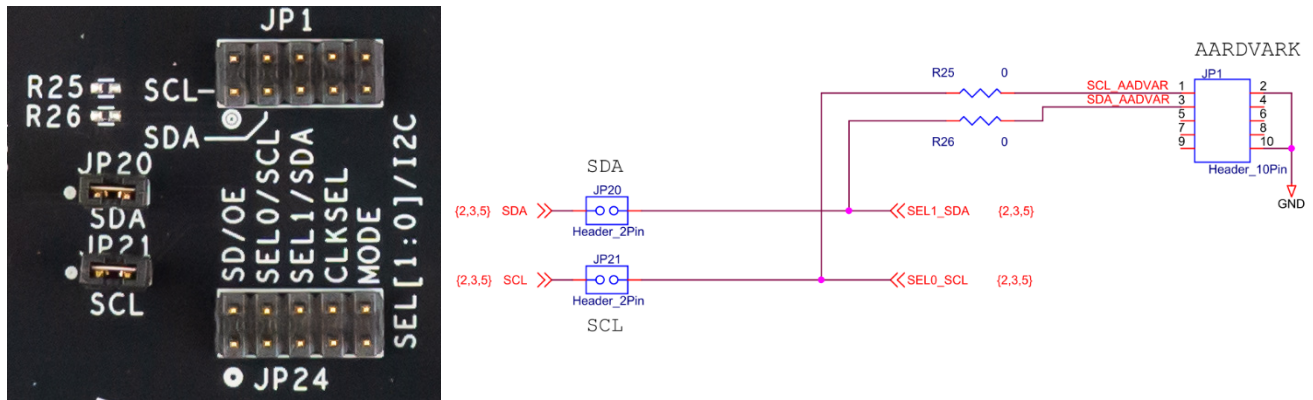 JP1
R25
SCL
R26
SDA
JP20
SDA
JP21
SCL
SD/OE
SEL0/SCL
SEL1/SDA
CLKSEL
MODE
SEL[1:0]/I2C
JP24
AARDVARK
JP1
R25 0
SCL_AADVAR
SDA_AADVAR
R26 0
1 2
3 4
5 6
7 8
9 10
Header_10Pin
GND
SDA
JP20
{2,3,5} SDA
Header_2Pin
SEL1_SDA {2,3,5}
JP21
{2,3,5} SCL
Header_2Pin
SEL0_SCL {2,3,5}
SCL